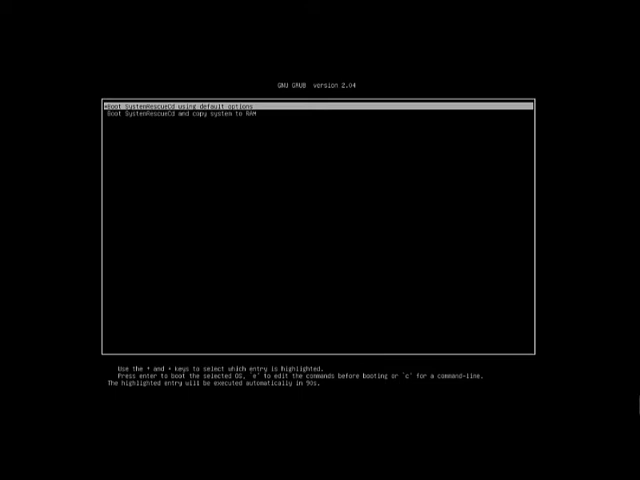 GNU GRUB version 2.04
*Boot SystemRescueCd using default options
Boot SystemRescueCd and copy system to RAM
Use the ↑ and ↓ keys to select which entry is highlighted.
Press enter to boot the selected OS, `e' to edit the commands before booting or `c' for a command-line.
The highlighted entry will be executed automatically in 90s.